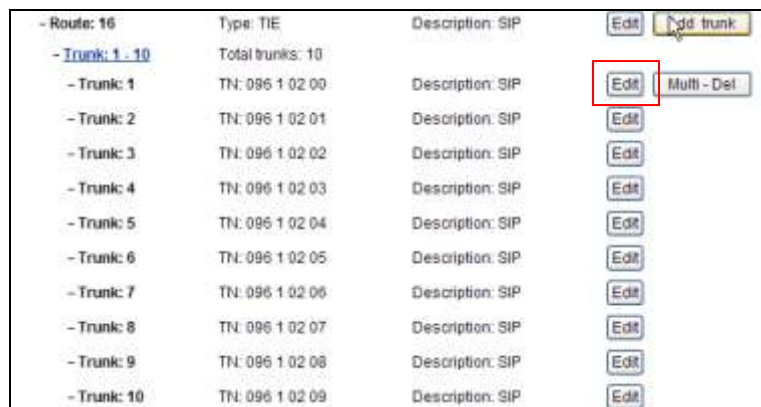 - Route: 16 Type: TIE Description: SIP Edit Add trunk
- Trunk: 1 - 10 Total trunks: 10
- Trunk: 1 TN: 096 1 02 00 Description: SIP Edit Multi - Del
- Trunk: 2 TN: 096 1 02 01 Description: SIP Edit
- Trunk: 3 TN: 096 1 02 02 Description: SIP Edit
- Trunk: 4 TN: 096 1 02 03 Description: SIP Edit
- Trunk: 5 TN: 096 1 02 04 Description: SIP Edit
- Trunk: 6 TN: 096 1 02 05 Description: SIP Edit
- Trunk: 7 TN: 096 1 02 06 Description: SIP Edit
- Trunk: 8 TN: 096 1 02 07 Description: SIP Edit
- Trunk: 9 TN: 096 1 02 08 Description: SIP Edit
- Trunk: 10 TN: 096 1 02 09 Description: SIP Edit